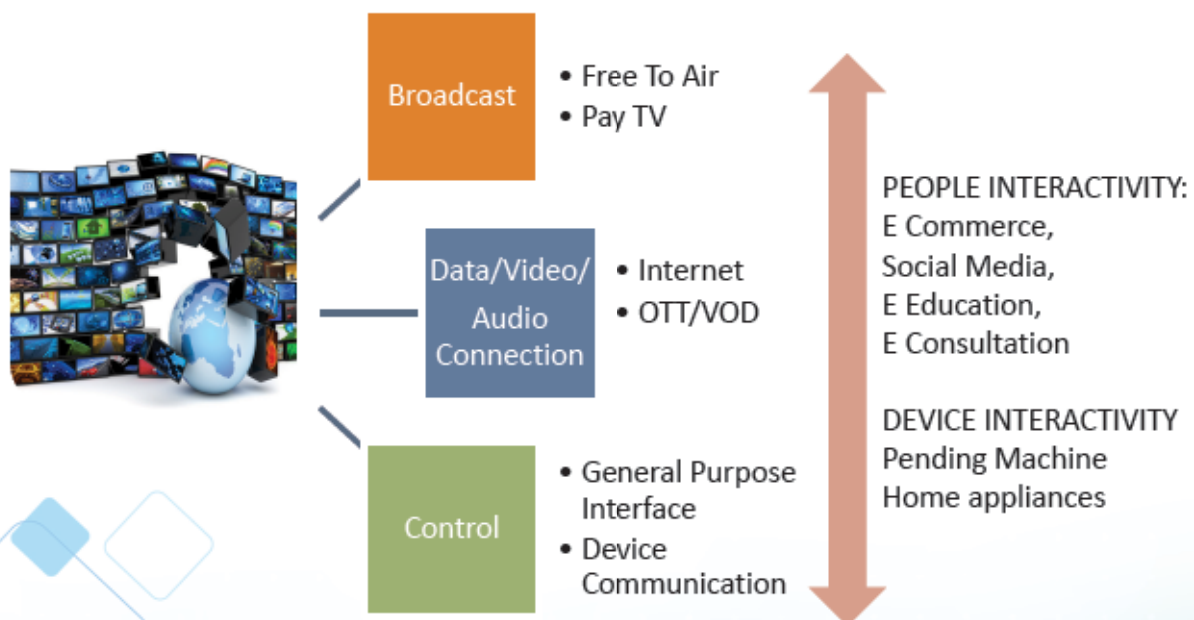 Broadcast
• Free To Air
• Pay TV
Data/Video/
Audio
Connection
• Internet
• OTT/VOD
Control
• General Purpose
Interface
• Device
Communication
PEOPLE INTERACTIVITY:
E Commerce,
Social Media,
E Education,
E Consultation
DEVICE INTERACTIVITY
Pending Machine
Home appliances